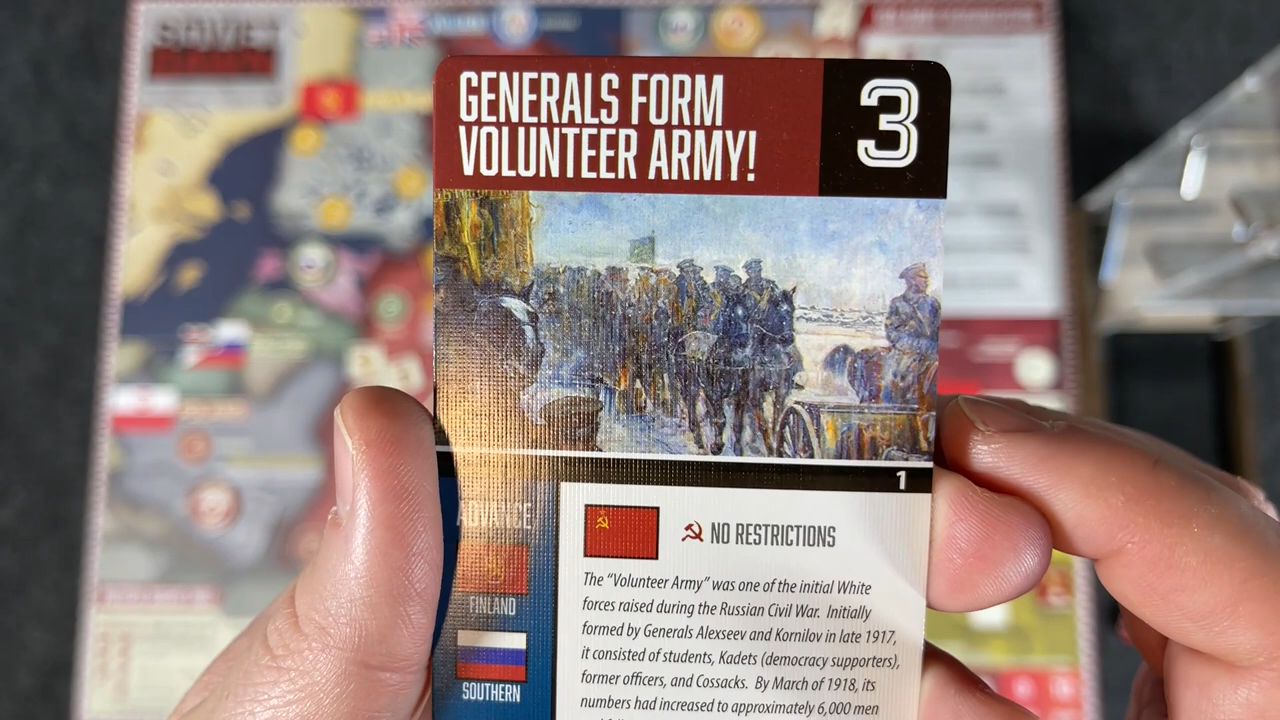 SOVIET
GENERALS FORM
VOLUNTEER ARMY!
3
1
ADVANCE
FINLAND
SOUTHERN
NO RESTRICTIONS
The “Volunteer Army” was one of the initial White
forces raised during the Russian Civil War. Initially
formed by Generals Alexseev and Kornilov in late 1917,
it consisted of students, Kadets (democracy supporters),
former officers, and Cossacks. By March of 1918, its
numbers had increased to approximately 6,000 men